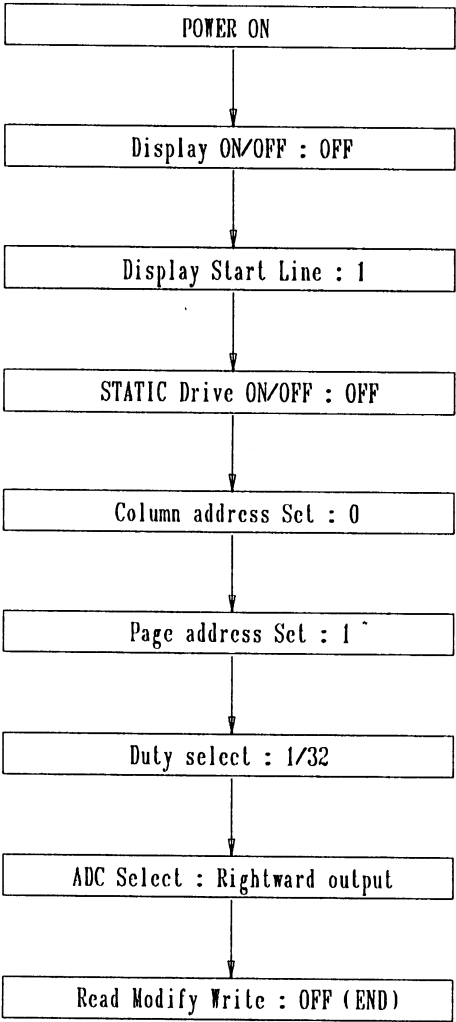 POWER ON
Display ON/OFF : OFF
Display Start Line : 1
STATIC Drive ON/OFF : OFF
Column address Set : 0
Page address Set : 1
Duty select : 1/32
ADC Select : Rightward output
Read Modify Write : OFF (END)